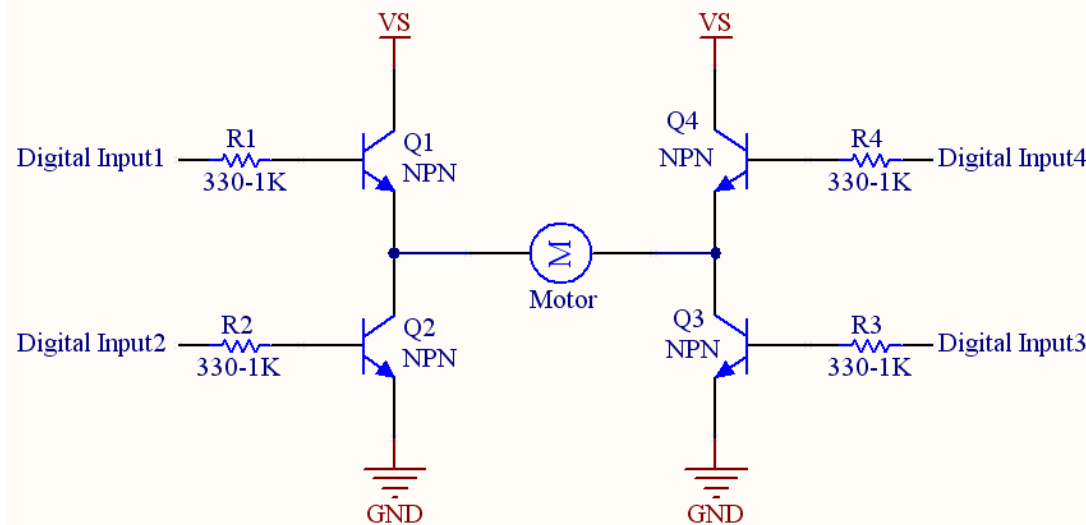 VS
VS
Digital Input1
R1
330-1K
Q1
NPN
Q4
NPN
R4
330-1K
Digital Input4
M
Motor
Digital Input2
R2
330-1K
Q2
NPN
Q3
NPN
R3
330-1K
Digital Input3
GND
GND